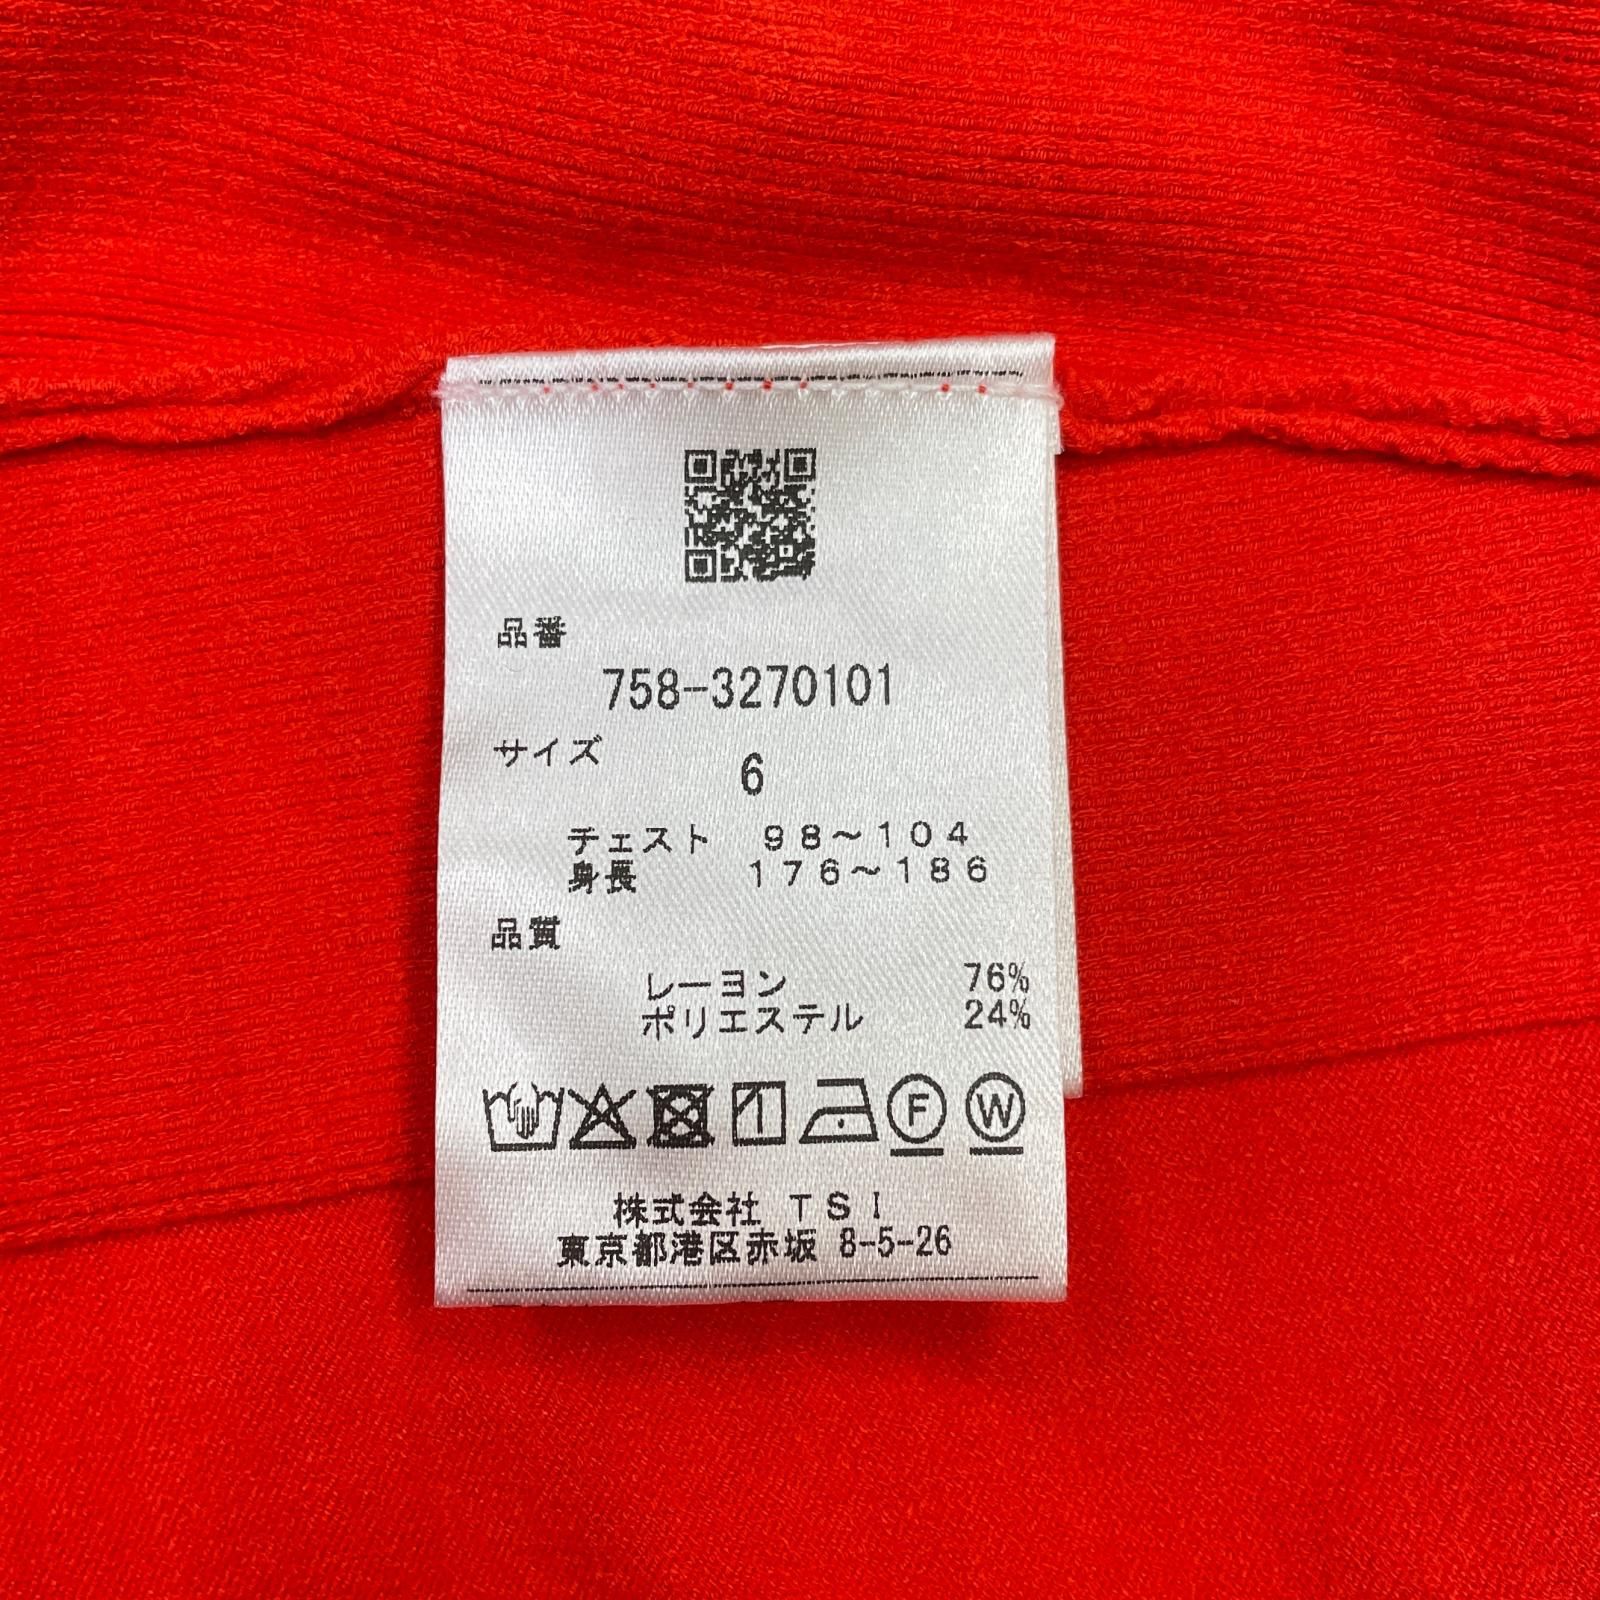 品番
758-3270101
サイズ
6
チェスト 98～104
身長 176～186
品質
レーヨン 76%
ポリエステル 24%
F W
株式会社 TSI
東京都港区赤坂 8-5-26